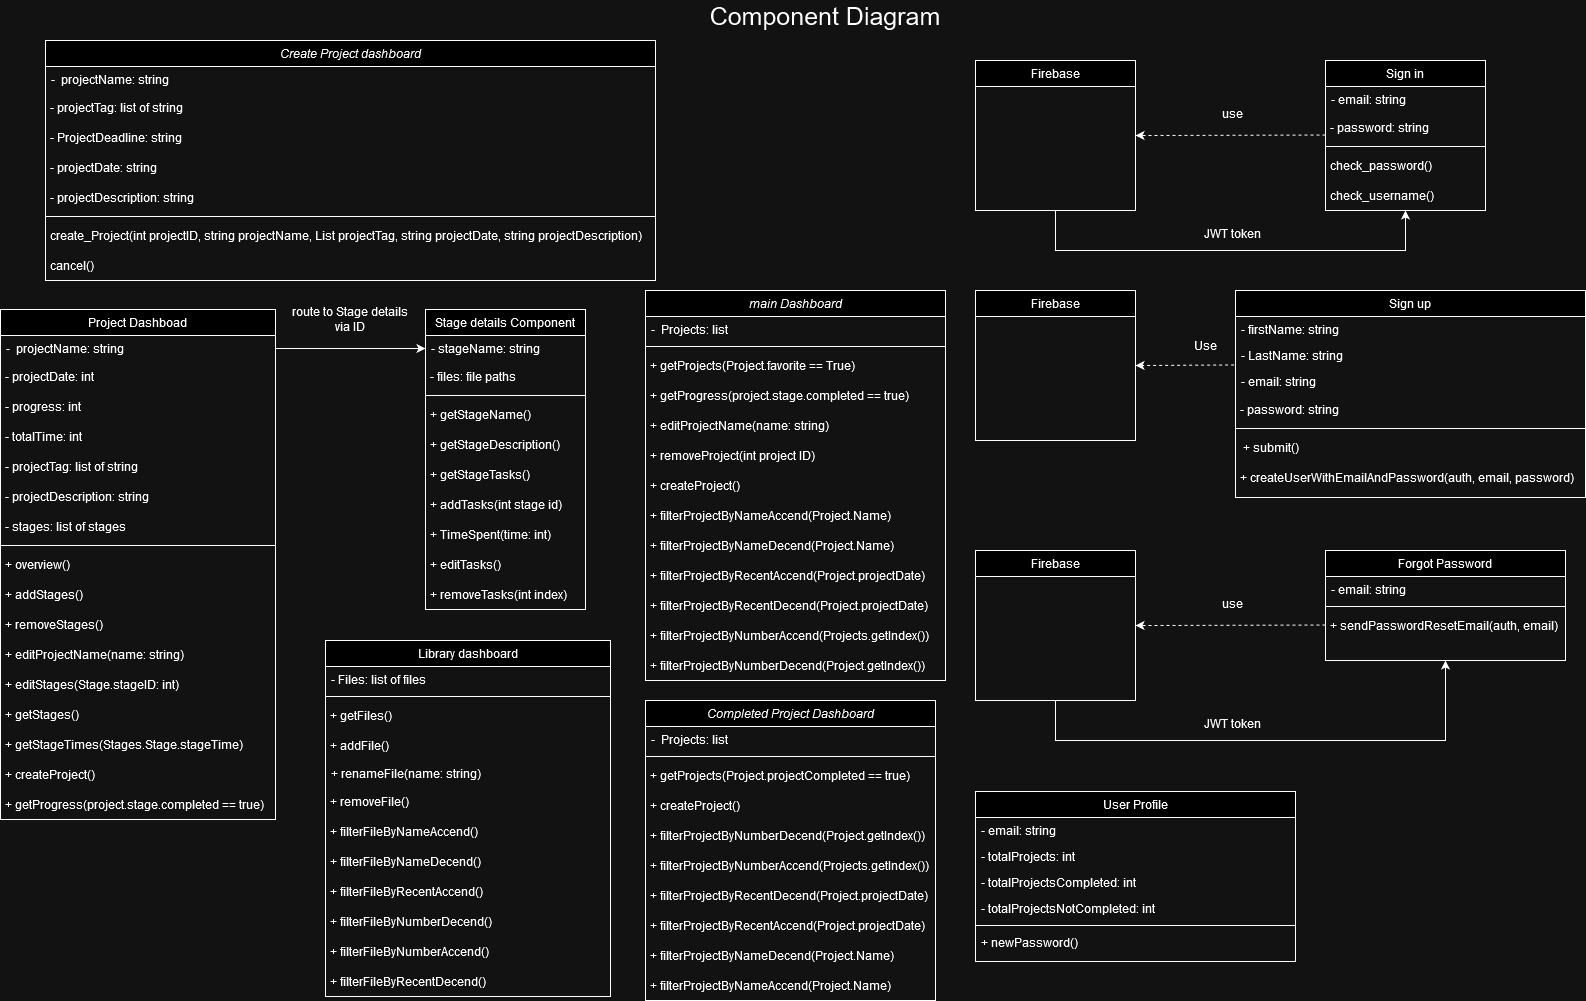 Component Diagram
Create Project dashboard
- projectName: string
- projectTag: list of string
- ProjectDeadline: string
- projectDate: string
- projectDescription: string
create_Project(int projectID, string projectName, List projectTag, string projectDate, string projectDescription)
cancel()
Firebase
use
JWT token
Sign in
- email: string
- password: string
check_password()
check_username()
Project Dashboad
- projectName: string
- projectDate: int
- progress: int
- totalTime: int
- projectTag: list of string
- projectDescription: string
- stages: list of stages
+ overview()
+ addStages()
+ removeStages()
+ editProjectName(name: string)
+ editStages(Stage.stageID: int)
+ getStages()
+ getStageTimes(Stages.Stage.stageTime)
+ createProject()
+ getProgress(project.stage.completed == true)
route to Stage details
via ID
Stage details Component
- stageName: string
- files: file paths
+ getStageName()
+ getStageDescription()
+ getStageTasks()
+ addTasks(int stage id)
+ TimeSpent(time: int)
+ editTasks()
+ removeTasks(int index)
Library dashboard
- Files: list of files
+ getFiles()
+ addFile()
+ renameFile(name: string)
+ removeFile()
+ filterFileByNameAccend()
+ filterFileByNameDecend()
+ filterFileByRecentAccend()
+ filterFileByNumberDecend()
+ filterFileByNumberAccend()
+ filterFileByRecentDecend()
main Dashboard
- Projects: list
+ getProjects(Project.favorite == True)
+ getProgress(project.stage.completed == true)
+ editProjectName(name: string)
+ removeProject(int project ID)
+ createProject()
+ filterProjectByNameAccend(Project.Name)
+ filterProjectByNameDecend(Project.Name)
+ filterProjectByRecentAccend(Project.projectDate)
+ filterProjectByRecentDecend(Project.projectDate)
+ filterProjectByNumberAccend(Projects.getIndex())
+ filterProjectByNumberDecend(Project.getIndex())
Completed Project Dashboard
- Projects: list
+ getProjects(Project.projectCompleted == true)
+ createProject()
+ filterProjectByNumberDecend(Project.getIndex())
+ filterProjectByNumberAccend(Projects.getIndex())
+ filterProjectByRecentDecend(Project.projectDate)
+ filterProjectByRecentAccend(Project.projectDate)
+ filterProjectByNameDecend(Project.Name)
+ filterProjectByNameAccend(Project.Name)
Firebase
Use
Sign up
- firstName: string
- LastName: string
- email: string
- password: string
+ submit()
+ createUserWithEmailAndPassword(auth, email, password)
Firebase
use
JWT token
Forgot Password
- email: string
+ sendPasswordResetEmail(auth, email)
User Profile
- email: string
- totalProjects: int
- totalProjectsCompleted: int
- totalProjectsNotCompleted: int
+ newPassword()